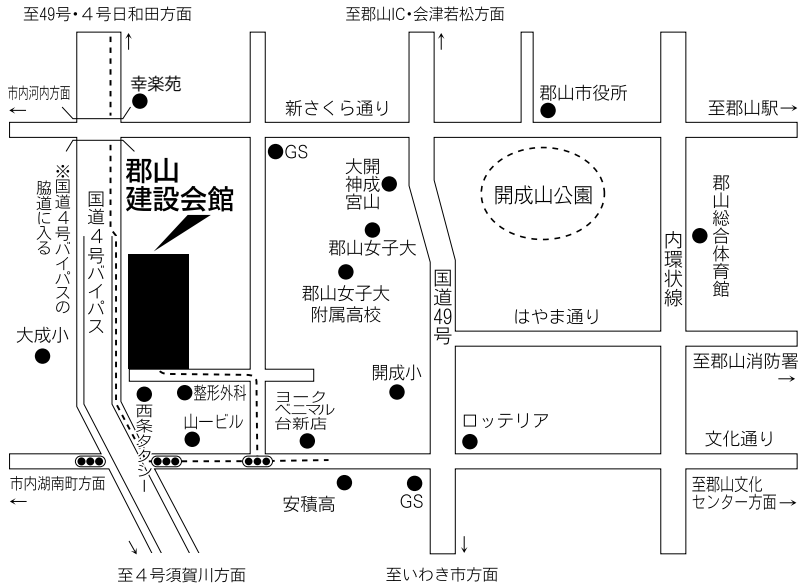 至49号・４号日和田方面
至郡山IC・会津若松方面
市内河内方面
幸楽苑
新さくら通り
郡山市役所
至郡山駅
GS
郡山
建設会館
大開
神成
宮山
開成山公園
郡山総合体育館
※国道４号バイパスの
脇道に入る
国道４号バイパス
郡山女子大
内環状線
郡山女子大
附属高校
国道49号
はやま通り
大成小
至郡山消防署
開成小
整形外科
ヨーク
ベニマル
台新店
西条タクシー
山一ビル
ロッテリア
文化通り
市内湖南町方面
安積高
GS
至郡山文化
センター方面
至４号須賀川方面
至いわき市方面